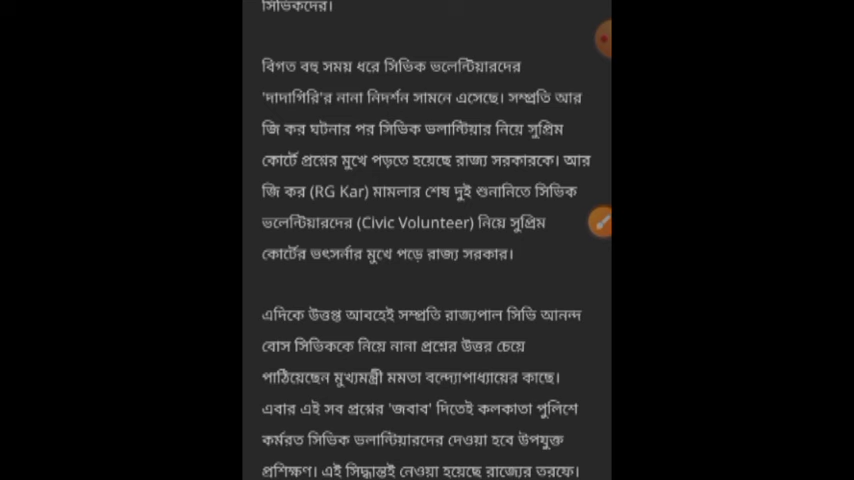 সিভিকদের।
বিগত বহু সময় ধরে সিভিক ভলেন্টিয়ারদের
'দাদাগিরি'র নানা নিদর্শন সামনে এসেছে। সম্প্রতি আর
জি কর ঘটনার পর সিভিক ভলান্টিয়ার নিয়ে সুপ্রিম
কোর্টে প্রশ্নের মুখে পড়তে হয়েছে রাজ্য সরকারকে। আর
জি কর (RG Kar) মামলার শেষ দুই শুনানিতে সিভিক
ভলেন্টিয়ারদের (Civic Volunteer) নিয়ে সুপ্রিম
কোর্টের ভৎসর্নার মুখে পড়ে রাজ্য সরকার।
এদিকে উত্তপ্ত আবহেই সম্প্রতি রাজ্যপাল সিভি আনন্দ
বোস সিভিককে নিয়ে নানা প্রশ্নের উত্তর চেয়ে
পাঠিয়েছেন মুখ্যমন্ত্রী মমতা বন্দ্যোপাধ্যায়ের কাছে।
এবার এই সব প্রশ্নের 'জবাব' দিতেই কলকাতা পুলিশে
কর্মরত সিভিক ভলান্টিয়ারদের দেওয়া হবে উপযুক্ত
প্রশিক্ষণ। এই সিদ্ধান্তই নেওয়া হয়েছে রাজ্যের তরফে।